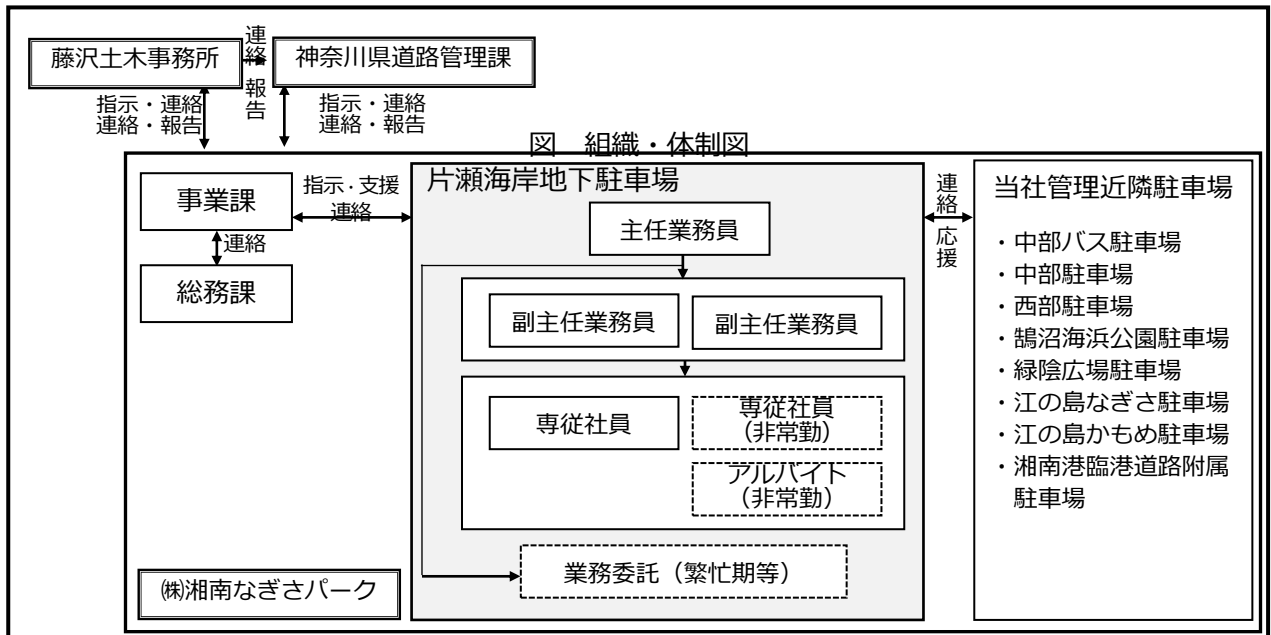 藤沢土木事務所
連絡・報告
神奈川県道路管理課
指示・連絡
連絡・報告
指示・連絡
連絡・報告
図　組織・体制図
事業課
連絡
総務課
指示・支援
連絡
片瀬海岸地下駐車場
主任業務員
副主任業務員
副主任業務員
専従社員
専従社員
(非常勤)
アルバイト
(非常勤)
業務委託（繁忙期等）
㈱湘南なぎさパーク
連絡・応援
当社管理近隣駐車場
・中部バス駐車場
・中部駐車場
・西部駐車場
・鵠沼海浜公園駐車場
・緑陰広場駐車場
・江の島なぎさ駐車場
・江の島かもめ駐車場
・湘南港臨港道路附属
駐車場